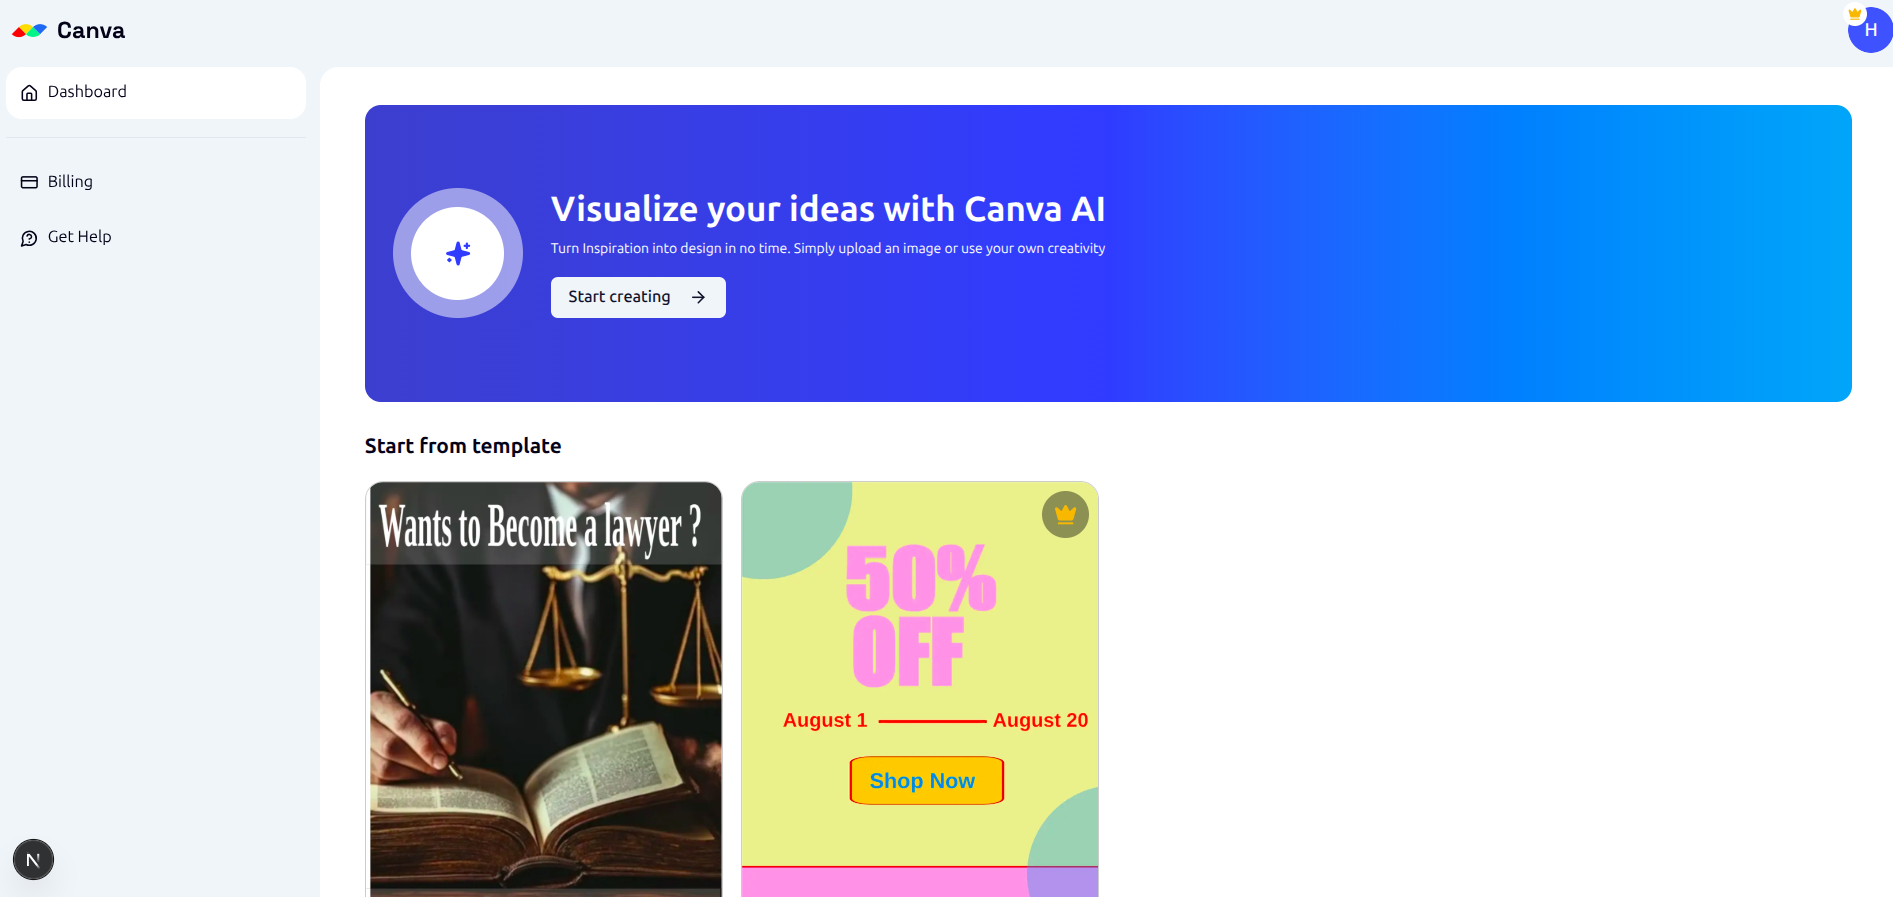 Canva
H
Dashboard
Billing
Get Help
Visualize your ideas with Canva AI
Turn Inspiration into design in no time. Simply upload an image or use your own creativity
Start creating
Start from template
Wants to Become a lawyer ?
50%
OFF
August 1
August 20
Shop Now
N